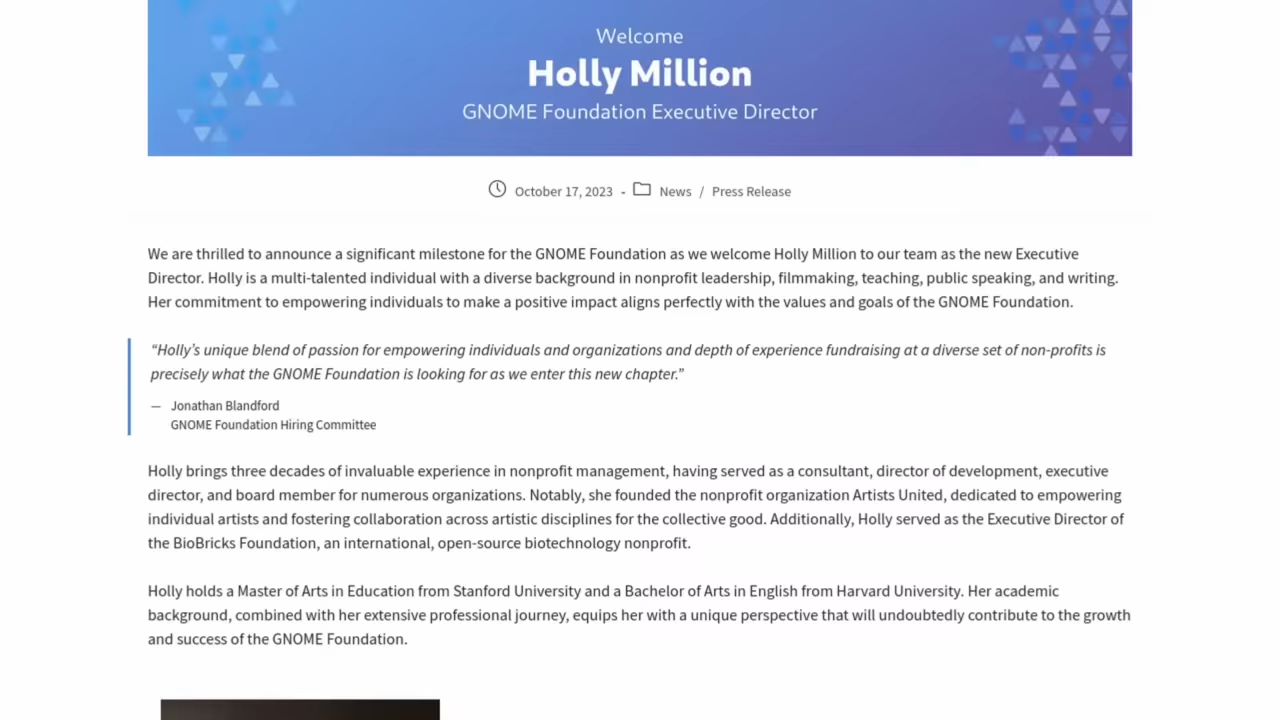 Welcome
Holly Million
GNOME Foundation Executive Director
October 17, 2023 - News / Press Release
We are thrilled to announce a significant milestone for the GNOME Foundation as we welcome Holly Million to our team as the new Executive
Director. Holly is a multi-talented individual with a diverse background in nonprofit leadership, filmmaking, teaching, public speaking, and writing.
Her commitment to empowering individuals to make a positive impact aligns perfectly with the values and goals of the GNOME Foundation.
“Holly’s unique blend of passion for empowering individuals and organizations and depth of experience fundraising at a diverse set of non-profits is
precisely what the GNOME Foundation is looking for as we enter this new chapter.”
— Jonathan Blandford
GNOME Foundation Hiring Committee
Holly brings three decades of invaluable experience in nonprofit management, having served as a consultant, director of development, executive
director, and board member for numerous organizations. Notably, she founded the nonprofit organization Artists United, dedicated to empowering
individual artists and fostering collaboration across artistic disciplines for the collective good. Additionally, Holly served as the Executive Director of
the BioBricks Foundation, an international, open-source biotechnology nonprofit.
Holly holds a Master of Arts in Education from Stanford University and a Bachelor of Arts in English from Harvard University. Her academic
background, combined with her extensive professional journey, equips her with a unique perspective that will undoubtedly contribute to the growth
and success of the GNOME Foundation.